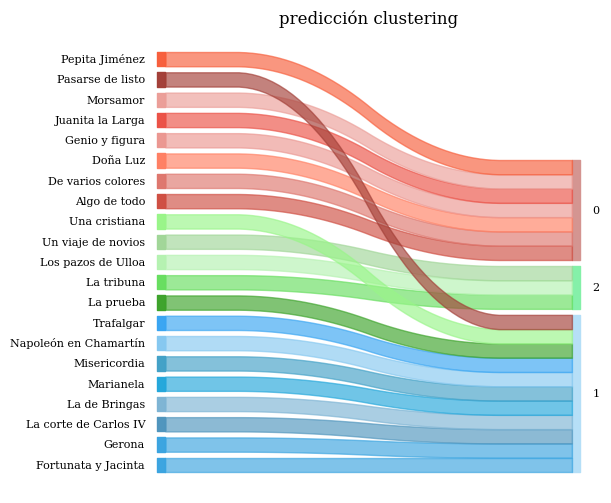 predicción clustering
Pepita Jiménez
Pasarse de listo
Morsamor
Juanita la Larga
Genio y figura
Doña Luz
De varios colores
Algo de todo
Una cristiana
Un viaje de novios
Los pazos de Ulloa
La tribuna
La prueba
Trafalgar
Napoleón en Chamartín
Misericordia
Marianela
La de Bringas
La corte de Carlos IV
Gerona
Fortunata y Jacinta
0
2
1